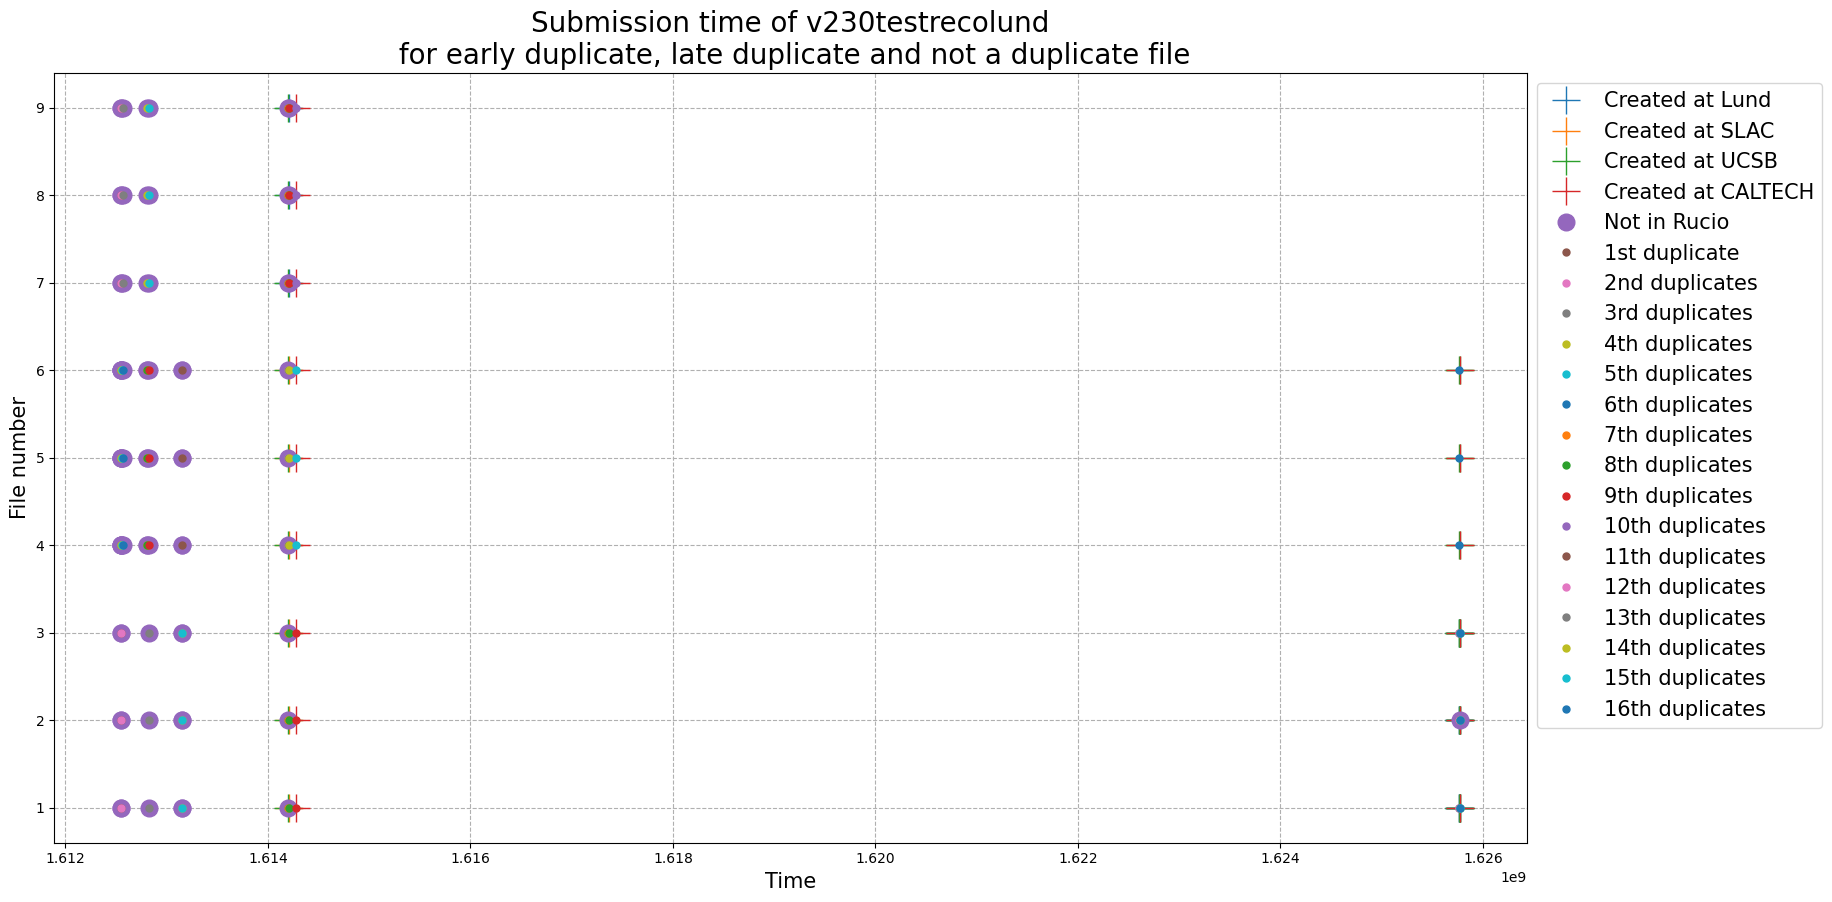 Submission time of v230testrecolund
for early duplicate, late duplicate and not a duplicate file
File number
9
8
7
6
5
4
3
2
1
1.612 1.614 1.616 1.618 1.620 1.622 1.624 1.626
1e9
Time
Created at Lund
Created at SLAC
Created at UCSB
Created at CALTECH
Not in Rucio
1st duplicate
2nd duplicates
3rd duplicates
4th duplicates
5th duplicates
6th duplicates
7th duplicates
8th duplicates
9th duplicates
10th duplicates
11th duplicates
12th duplicates
13th duplicates
14th duplicates
15th duplicates
16th duplicates